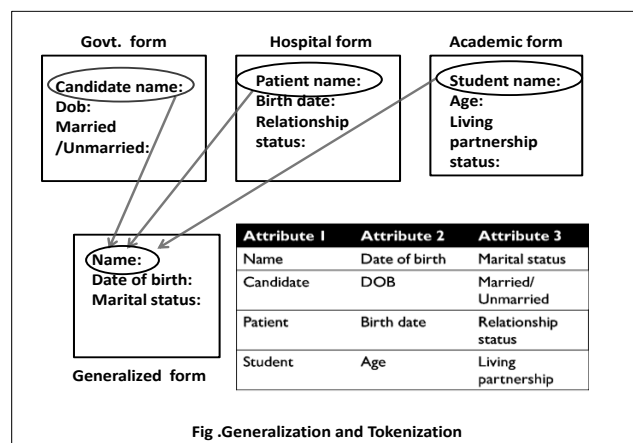 Govt. form
Hospital form
Academic form
Candidate name:
Dob:
Married
/Unmarried:
Patient name:
Birth date:
Relationship
status:
Student name:
Age:
Living
partnership
status:
Name:
Date of birth:
Marital status:
Generalized form
Attribute 1 Attribute 2 Attribute 3
Name Date of birth Marital status
Candidate DOB Married/
Unmarried
Patient Birth date Relationship
status
Student Age Living
partnership
Fig .Generalization and Tokenization